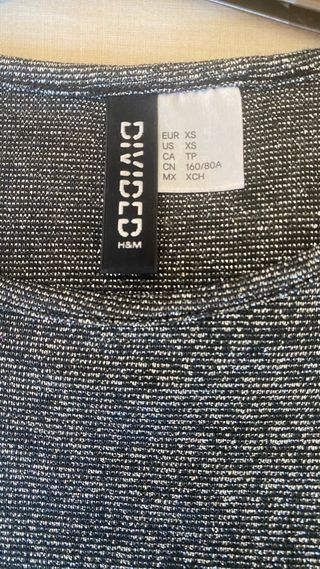 DIVIDED
H&M
EUR XS
US XS
CA TP
CN 160/80A
MX XCH